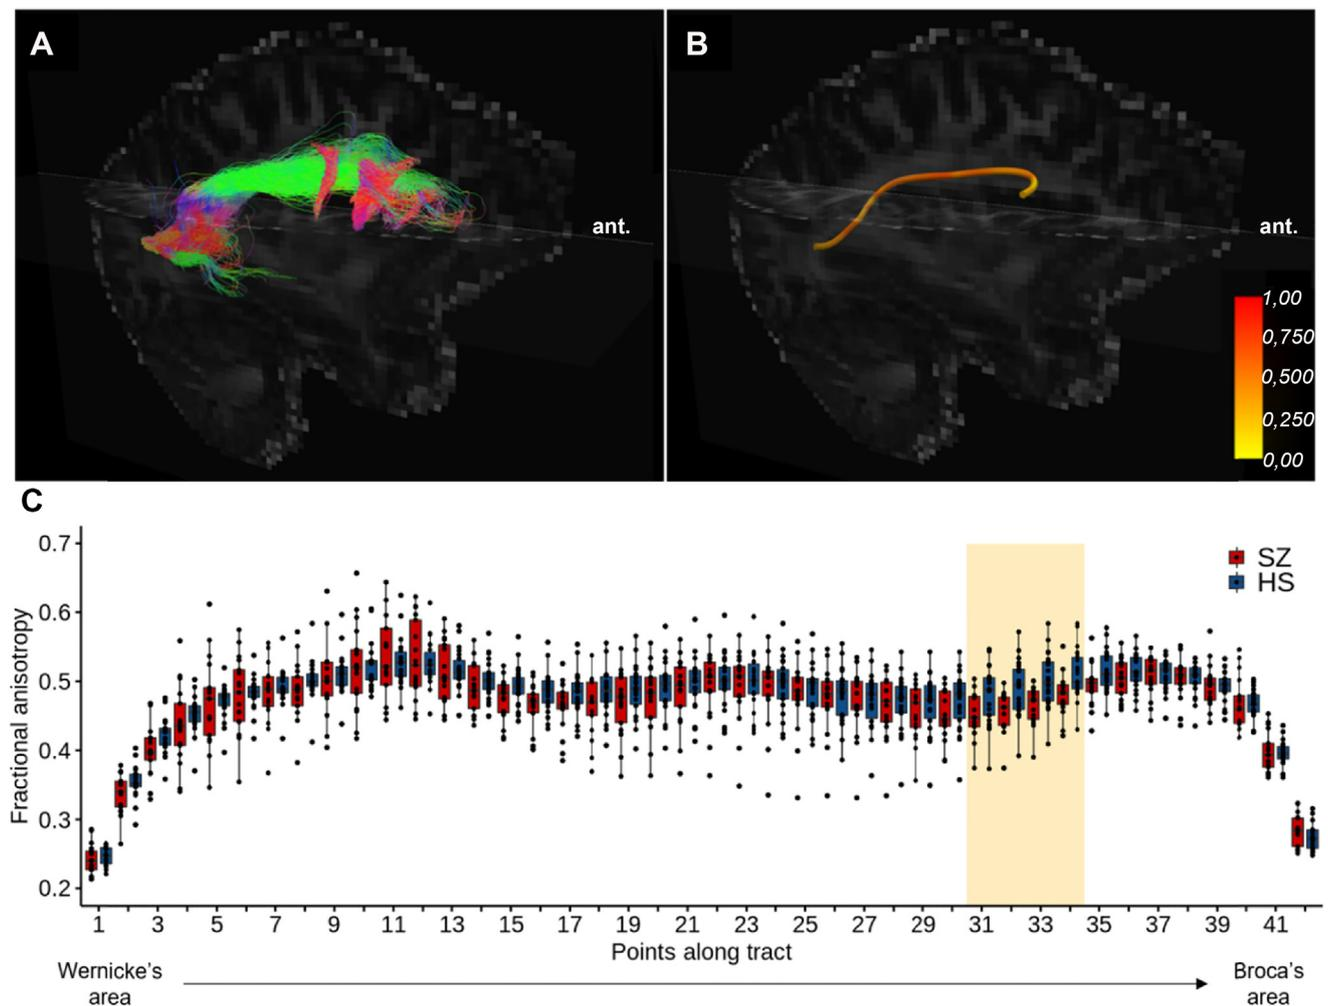 A
B
ant.
ant.
1,00
0,750
0,500
0,250
0,00
C
0.7
0.6
0.5
0.4
0.3
0.2
Fractional anisotropy
SZ
HS
1 3 5 7 9 11 13 15 17 19 21 23 25 27 29 31 33 35 37 39 41
Points along tract
Wernicke's
area
Broca's
area